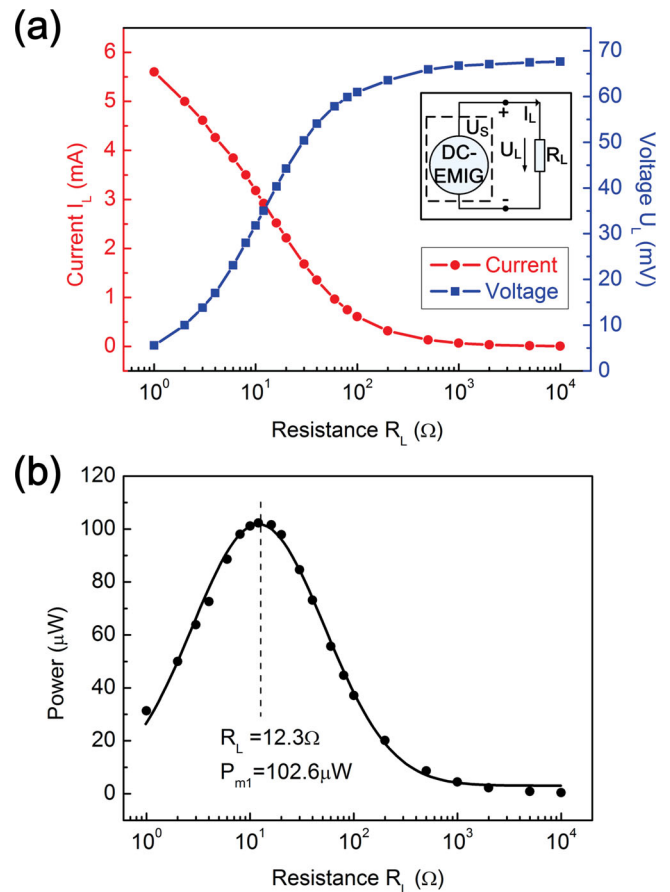 (a)
6
5
4
3
2
1
0
Current I_L (mA)
70
60
50
40
30
20
10
0
Voltage U_L (mV)
+ I_L
U_S
DC-
EMIG
U_L
R_L
-
Current
Voltage
10^0 10^1 10^2 10^3 10^4
Resistance R_L (Ω)
(b)
120
100
80
60
40
20
0
Power (μW)
R_L =12.3Ω
P_m1=102.6μW
10^0 10^1 10^2 10^3 10^4
Resistance R_L (Ω)